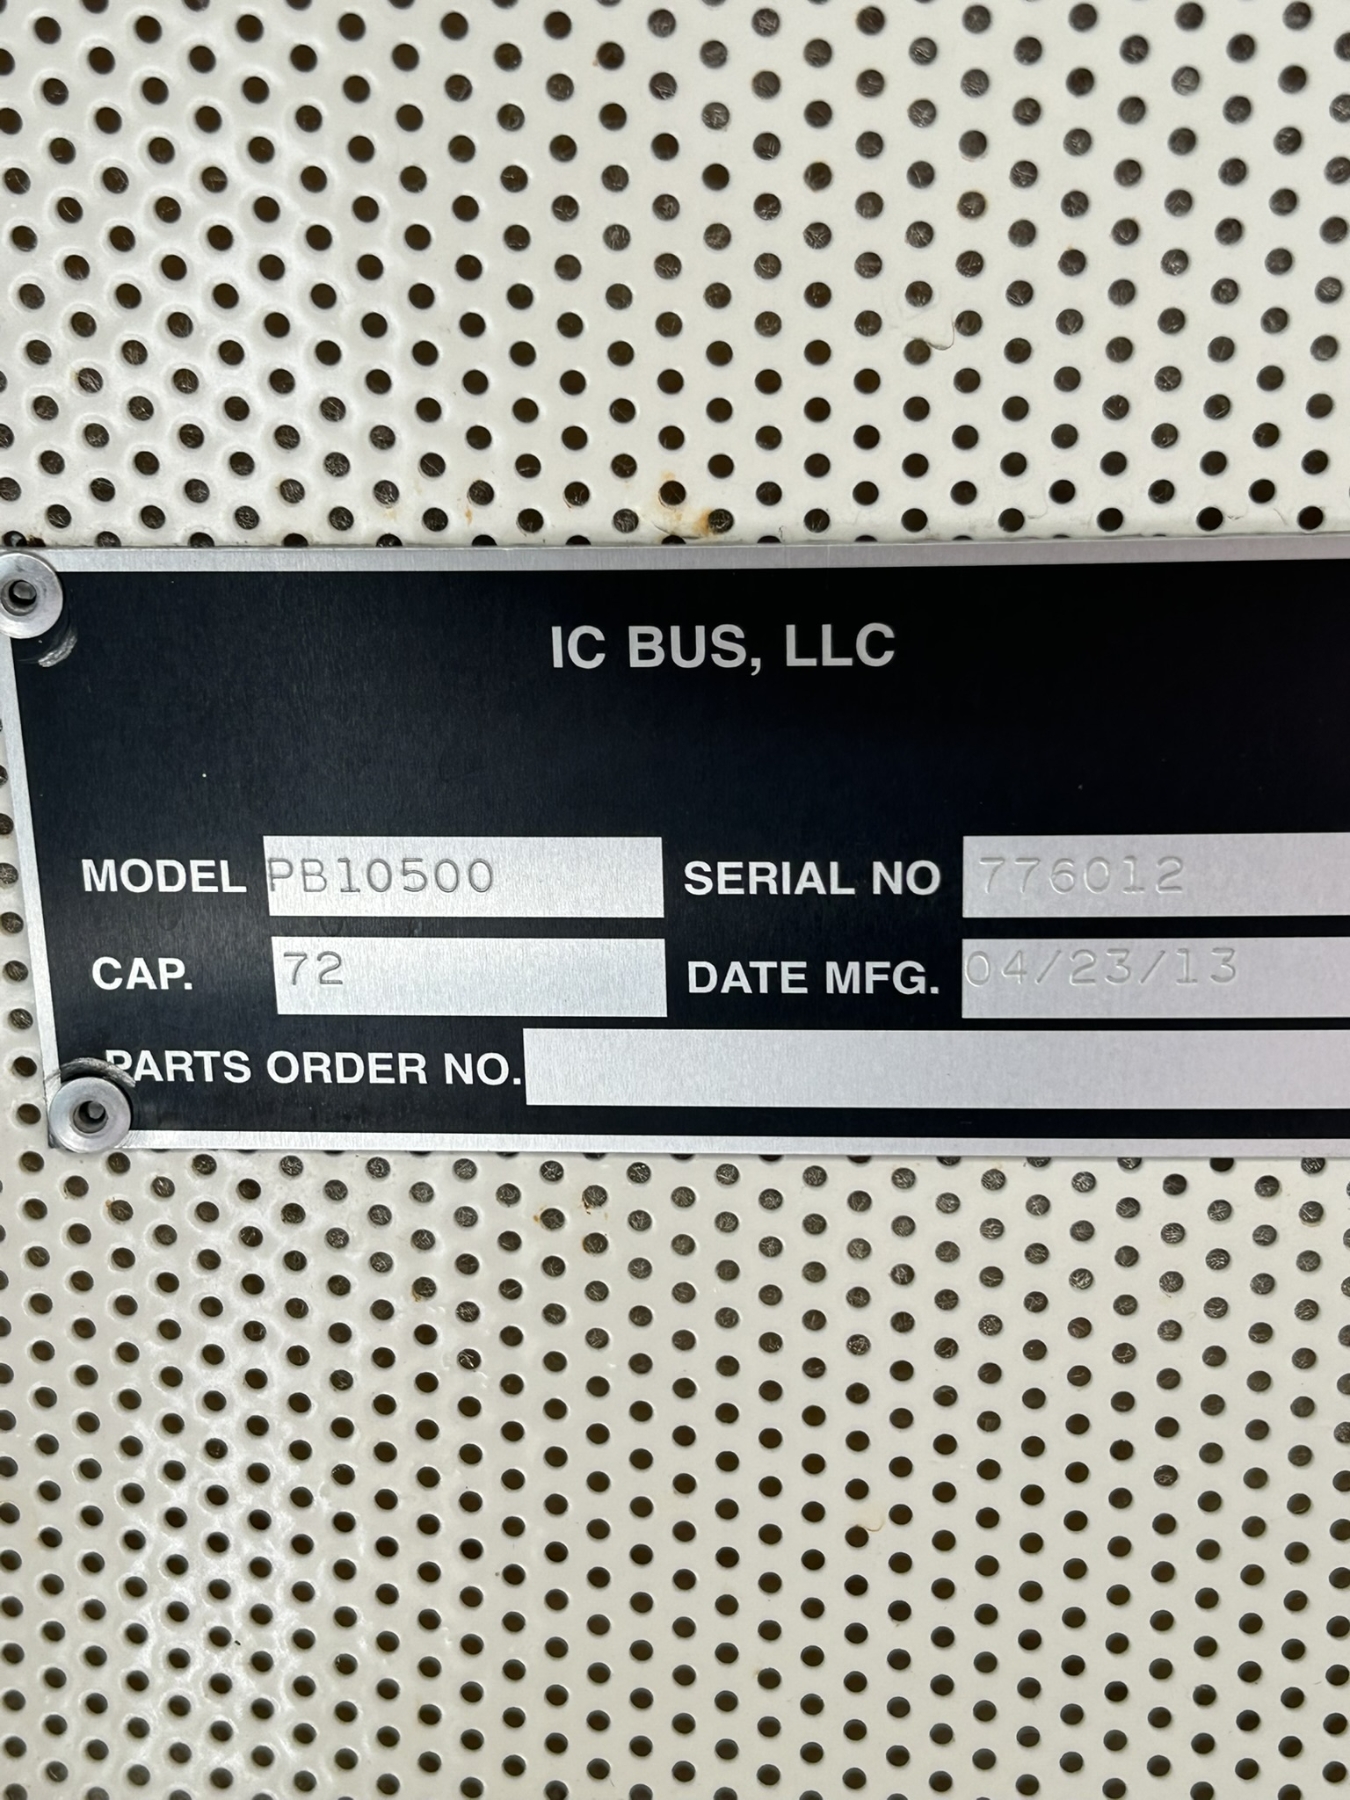 IC BUS, LLC
MODEL PB10500 SERIAL NO 776012
CAP. 72 DATE MFG. 04/23/13
PARTS ORDER NO.